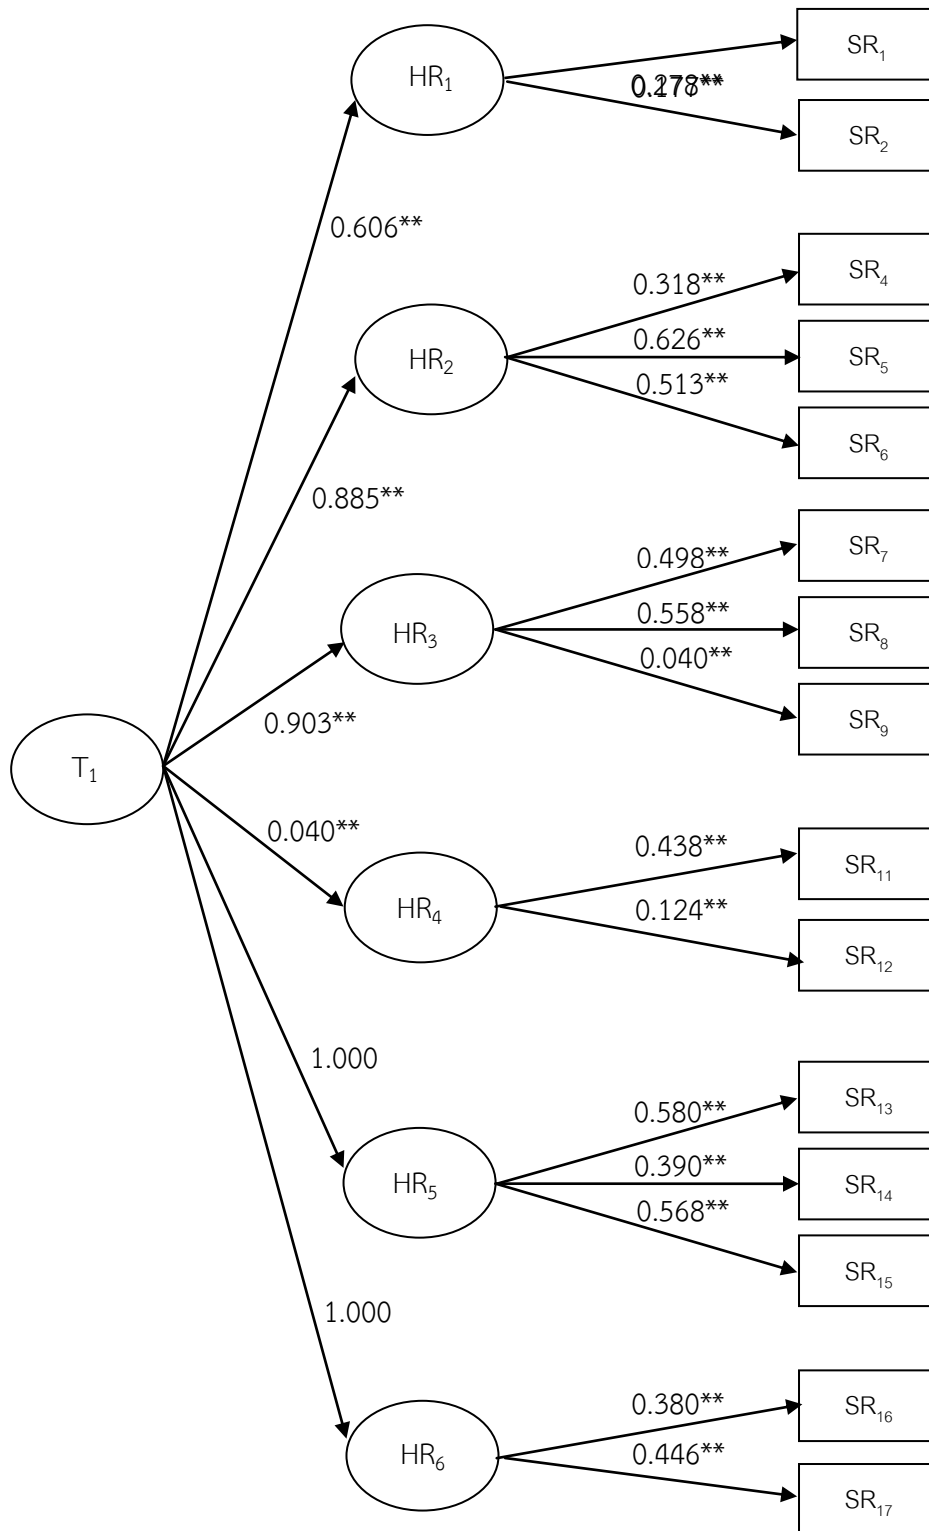 HR₁
SR₁
SR₂
0.606**
HR₂
0.318**
SR₄
0.626**
SR₅
0.513**
SR₆
0.885**
HR₃
0.498**
SR₇
0.558**
SR₈
0.040**
SR₉
0.903**
T₁
0.040**
HR₄
0.438**
SR₁₁
0.124**
SR₁₂
1.000
HR₅
0.580**
SR₁₃
0.390**
SR₁₄
0.568**
SR₁₅
1.000
HR₆
0.380**
SR₁₆
0.446**
SR₁₇